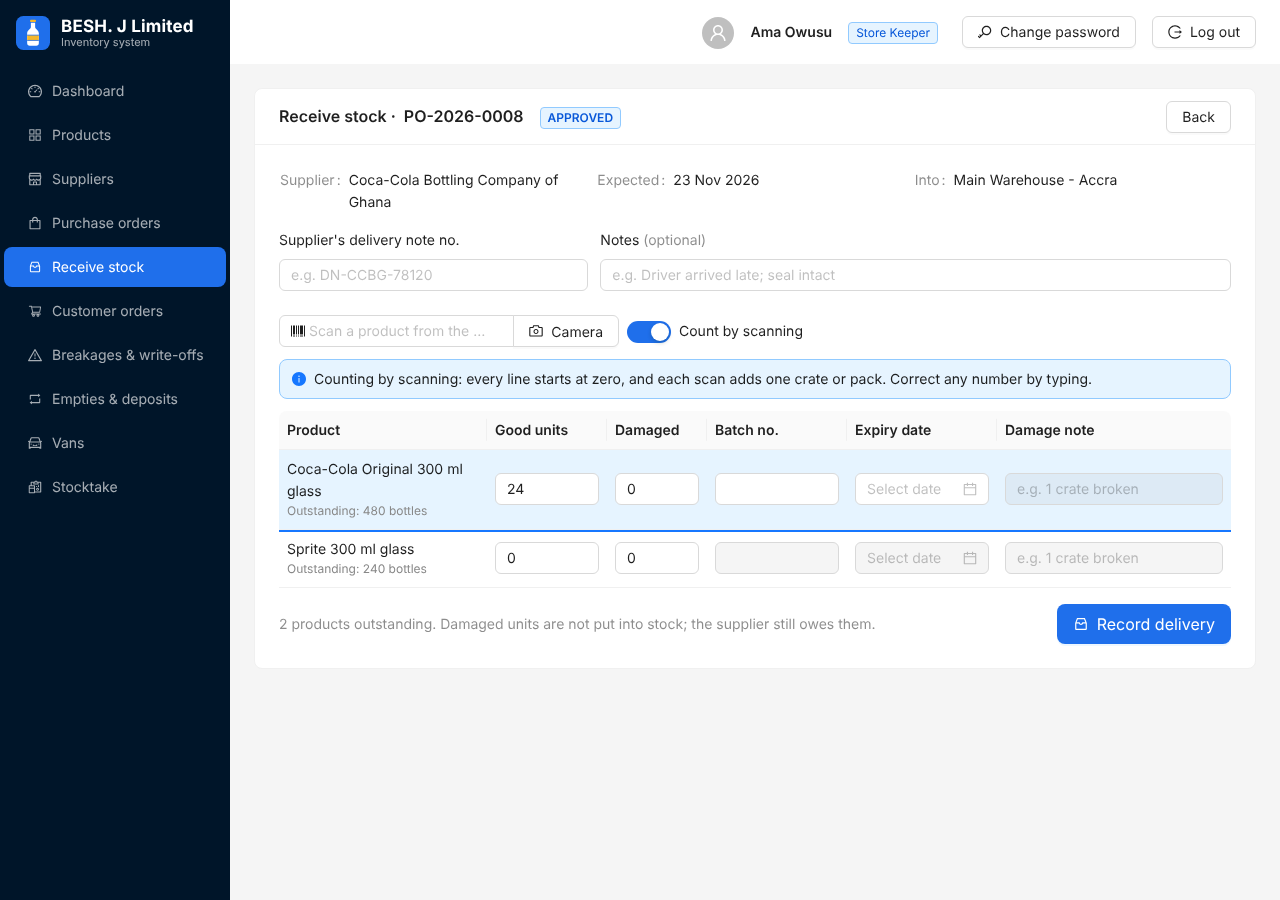 BESH. J Limited
Inventory system
Ama Owusu
Store Keeper
Change password
Log out
Dashboard
Products
Suppliers
Purchase orders
Receive stock
Customer orders
Breakages & write-offs
Empties & deposits
Vans
Stocktake
Receive stock · PO-2026-0008
APPROVED
Back
Supplier: Coca-Cola Bottling Company of
Ghana
Expected: 23 Nov 2026
Into: Main Warehouse - Accra
Supplier's delivery note no.
Notes (optional)
e.g. DN-CCBG-78120
e.g. Driver arrived late; seal intact
Scan a product from the ...
Camera
Count by scanning
Counting by scanning: every line starts at zero, and each scan adds one crate or pack. Correct any number by typing.
Product Good units Damaged Batch no. Expiry date Damage note
Coca-Cola Original 300 ml
glass
Outstanding: 480 bottles
24 0 Select date e.g. 1 crate broken
Sprite 300 ml glass
Outstanding: 240 bottles
0 0 Select date e.g. 1 crate broken
2 products outstanding. Damaged units are not put into stock; the supplier still owes them.
Record delivery